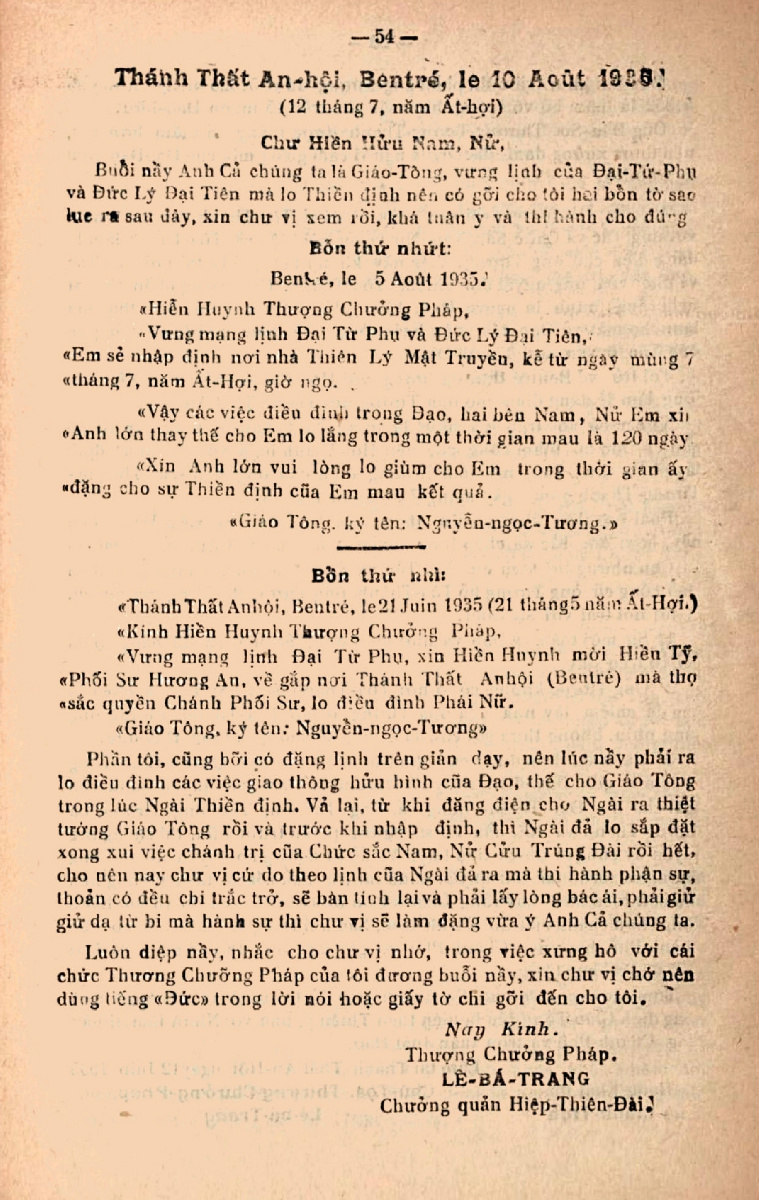 — 54 —
Thánh Thất An-hội, Bentré, le 10 Août 1935.
(12 tháng 7, năm Ất-hợi)
Chư Hiền Hữu Nam, Nữ,
Buổi nầy Anh Cả chúng ta là Giáo-Tông, vưng lịnh của Đại-Từ-Phụ
và Đức Lý Đại Tiên mà lo Thiền định nên có gởi cho tôi hai bổn tờ sao
lục ra sau đây, xin chư vị xem rồi, khá tuân y và thi hành cho đúng
Bổn thứ nhứt:
Bentré, le 5 Août 1935.
«Hiền Huynh Thượng Chưởng Pháp,
«Vưng mạng lịnh Đại Từ Phụ và Đức Lý Đại Tiên,
«Em sẽ nhập định nơi nhà Thiên Lý Mật Truyền, kể từ ngày mùng 7
«tháng 7, năm Ất-Hợi, giờ ngọ.
«Vậy các việc điều đình trong Đạo, hai bên Nam, Nữ Em xin
«Anh lớn thay thế cho Em lo lắng trong một thời gian mau là 120 ngày
«Xin Anh lớn vui lòng lo giùm cho Em trong thời gian ấy
«đặng cho sự Thiền định của Em mau kết quả.
«Giáo Tông. ký tên: Nguyễn-ngọc-Tương.»
Bổn thứ nhì:
«Thánh Thất Anhội, Bentré, le 21 Juin 1935 (21 tháng 5 năm Ất-Hợi.)
«Kính Hiền Huynh Thượng Chưởng Pháp,
«Vưng mạng lịnh Đại Từ Phụ, xin Hiền Huynh mời Hiền Tỷ,
«Phối Sư Hương An, về gắp nơi Thánh Thất Anhội (Bentré) mà thọ
«sắc quyền Chánh Phối Sư, lo điều đình Phái Nữ.
«Giáo Tông, ký tên: Nguyễn-ngọc-Tương»
Phần tôi, cũng bởi có đặng lịnh trên giản dạy, nên lúc nầy phải ra
lo điều đình các việc giao thông hữu hình của Đạo, thế cho Giáo Tông
trong lúc Ngài Thiền định. Vả lại, từ khi đăng điện cho Ngài ra thiệt
tướng Giáo Tông rồi và trước khi nhập định, thì Ngài đã lo sắp đặt
xong xui việc chánh trị của Chức sắc Nam, Nữ Cửu Trùng Đài rồi hết,
cho nên nay chư vị cứ do theo lịnh của Ngài đã ra mà thi hành phận sự,
thoản có đều chi trắc trở, sẽ bàn tính lại và phải lấy lòng bác ái, phải giữ
giữ dạ từ bi mà hành sự thì chư vị sẽ làm đặng vừa ý Anh Cả chúng ta.
Luôn diệp nầy, nhắc cho chư vị nhớ, trong việc xưng hô với cái
chức Thương Chưởng Pháp của tôi đương buổi nầy, xin chư vị chớ nên
dùng tiếng «Đức» trong lời nói hoặc giấy tờ chi gởi đến cho tôi.
Nay Kính.
Thượng Chưởng Pháp.
LÊ-BÁ-TRANG
Chưởng quản Hiệp-Thiên-Đài.